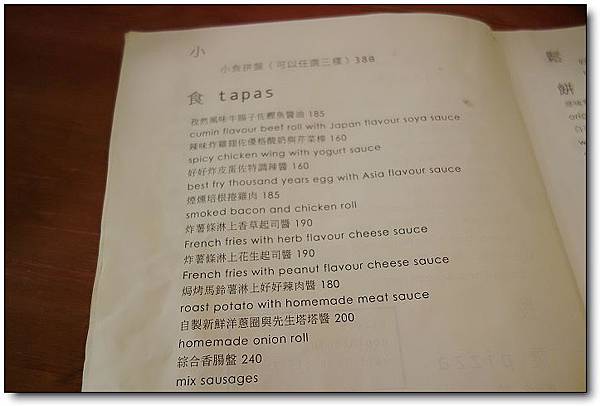 小
小食拼盤（可以任選三樣）388
食 tapas
孜然風味牛腸子佐鰹魚醬油 185
cumin flavour beef roll with Japan flavour soya sauce
辣味炸雞翅佐優格酸奶與芹菜棒 160
spicy chicken wing with yogurt sauce
好好炸皮蛋佐特調辣醬 160
best fry thousand years egg with Asia flavour sauce
煙燻培根捲雞肉 185
smoked bacon and chicken roll
炸薯條淋上香草起司醬 190
French fries with herb flavour cheese sauce
炸薯條淋上花生起司醬 190
French fries with peanut flavour cheese sauce
焗烤馬鈴薯淋上好好辣肉醬 180
roast potato with homemade meat sauce
自製新鮮洋蔥圈與先生塔塔醬 200
homemade onion roll
綜合香腸盤 240
mix sausages
鬆
餅